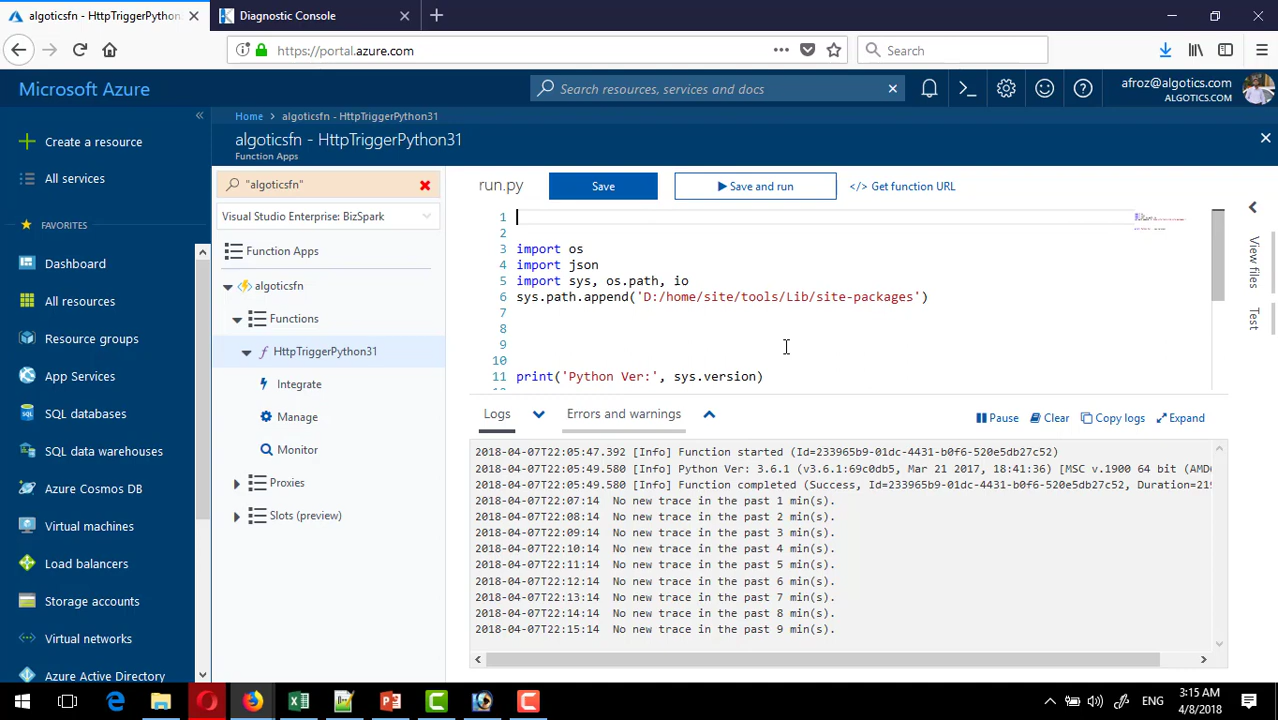 algoticsfn - HttpTriggerPython
Diagnostic Console
https://portal.azure.com
Search
Microsoft Azure
Search resources, services and docs
afroz@algotics.com
ALGOTICS.COM
Create a resource
All services
FAVORITES
Dashboard
All resources
Resource groups
App Services
SQL databases
SQL data warehouses
Azure Cosmos DB
Virtual machines
Load balancers
Storage accounts
Virtual networks
Azure Active Directory
Home
algoticsfn - HttpTriggerPython31
algoticsfn - HttpTriggerPython31
Function Apps
"algoticsfn"
Visual Studio Enterprise: BizSpark
Function Apps
algoticsfn
Functions
HttpTriggerPython31
Integrate
Manage
Monitor
Proxies
Slots (preview)
run.py
Save
Save and run
</> Get function URL
1
2
3 import os
4 import json
5 import sys, os.path, io
6 sys.path.append('D:/home/site/tools/Lib/site-packages')
7
8
9
10
11 print('Python Ver:', sys.version)
View files
Test
Logs
Errors and warnings
Pause
Clear
Copy logs
Expand
2018-04-07T22:05:47.392 [Info] Function started (Id=233965b9-01dc-4431-b0f6-520e5db27c52)
2018-04-07T22:05:49.580 [Info] Python Ver: 3.6.1 (v3.6.1:69c0db5, Mar 21 2017, 18:41:36) [MSC v.1900 64 bit (AMD6
2018-04-07T22:05:49.580 [Info] Function completed (Success, Id=233965b9-01dc-4431-b0f6-520e5db27c52, Duration=219
2018-04-07T22:07:14 No new trace in the past 1 min(s).
2018-04-07T22:08:14 No new trace in the past 2 min(s).
2018-04-07T22:09:14 No new trace in the past 3 min(s).
2018-04-07T22:10:14 No new trace in the past 4 min(s).
2018-04-07T22:11:14 No new trace in the past 5 min(s).
2018-04-07T22:12:14 No new trace in the past 6 min(s).
2018-04-07T22:13:14 No new trace in the past 7 min(s).
2018-04-07T22:14:14 No new trace in the past 8 min(s).
2018-04-07T22:15:14 No new trace in the past 9 min(s).
ENG
3:15 AM
4/8/2018